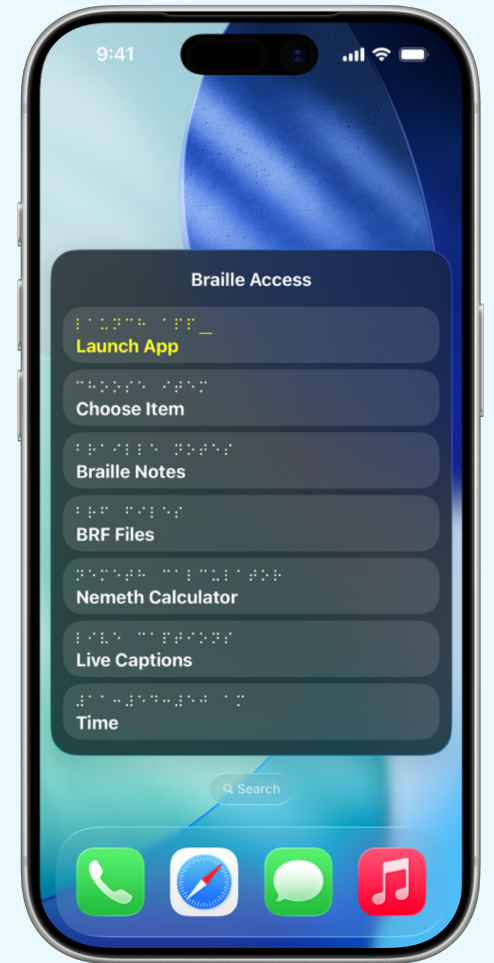 9:41
Braille Access
⠇⠁⠥⠝⠉⠓ ⠁⠏⠏
Launch App
⠉⠓⠕⠕⠎⠑ ⠊⠞⠑⠍
Choose Item
⠃⠗⠁⠊⠇⠇⠑ ⠝⠕⠞⠑⠎
Braille Notes
⠃⠗⠋ ⠋⠊⠇⠑⠎
BRF Files
⠝⠑⠍⠑⠞⠓ ⠉⠁⠇⠉⠥⠇⠁⠞⠕⠗
Nemeth Calculator
⠇⠊⠧⠑ ⠉⠁⠏⠞⠊⠕⠝⠎
Live Captions
Time
Search